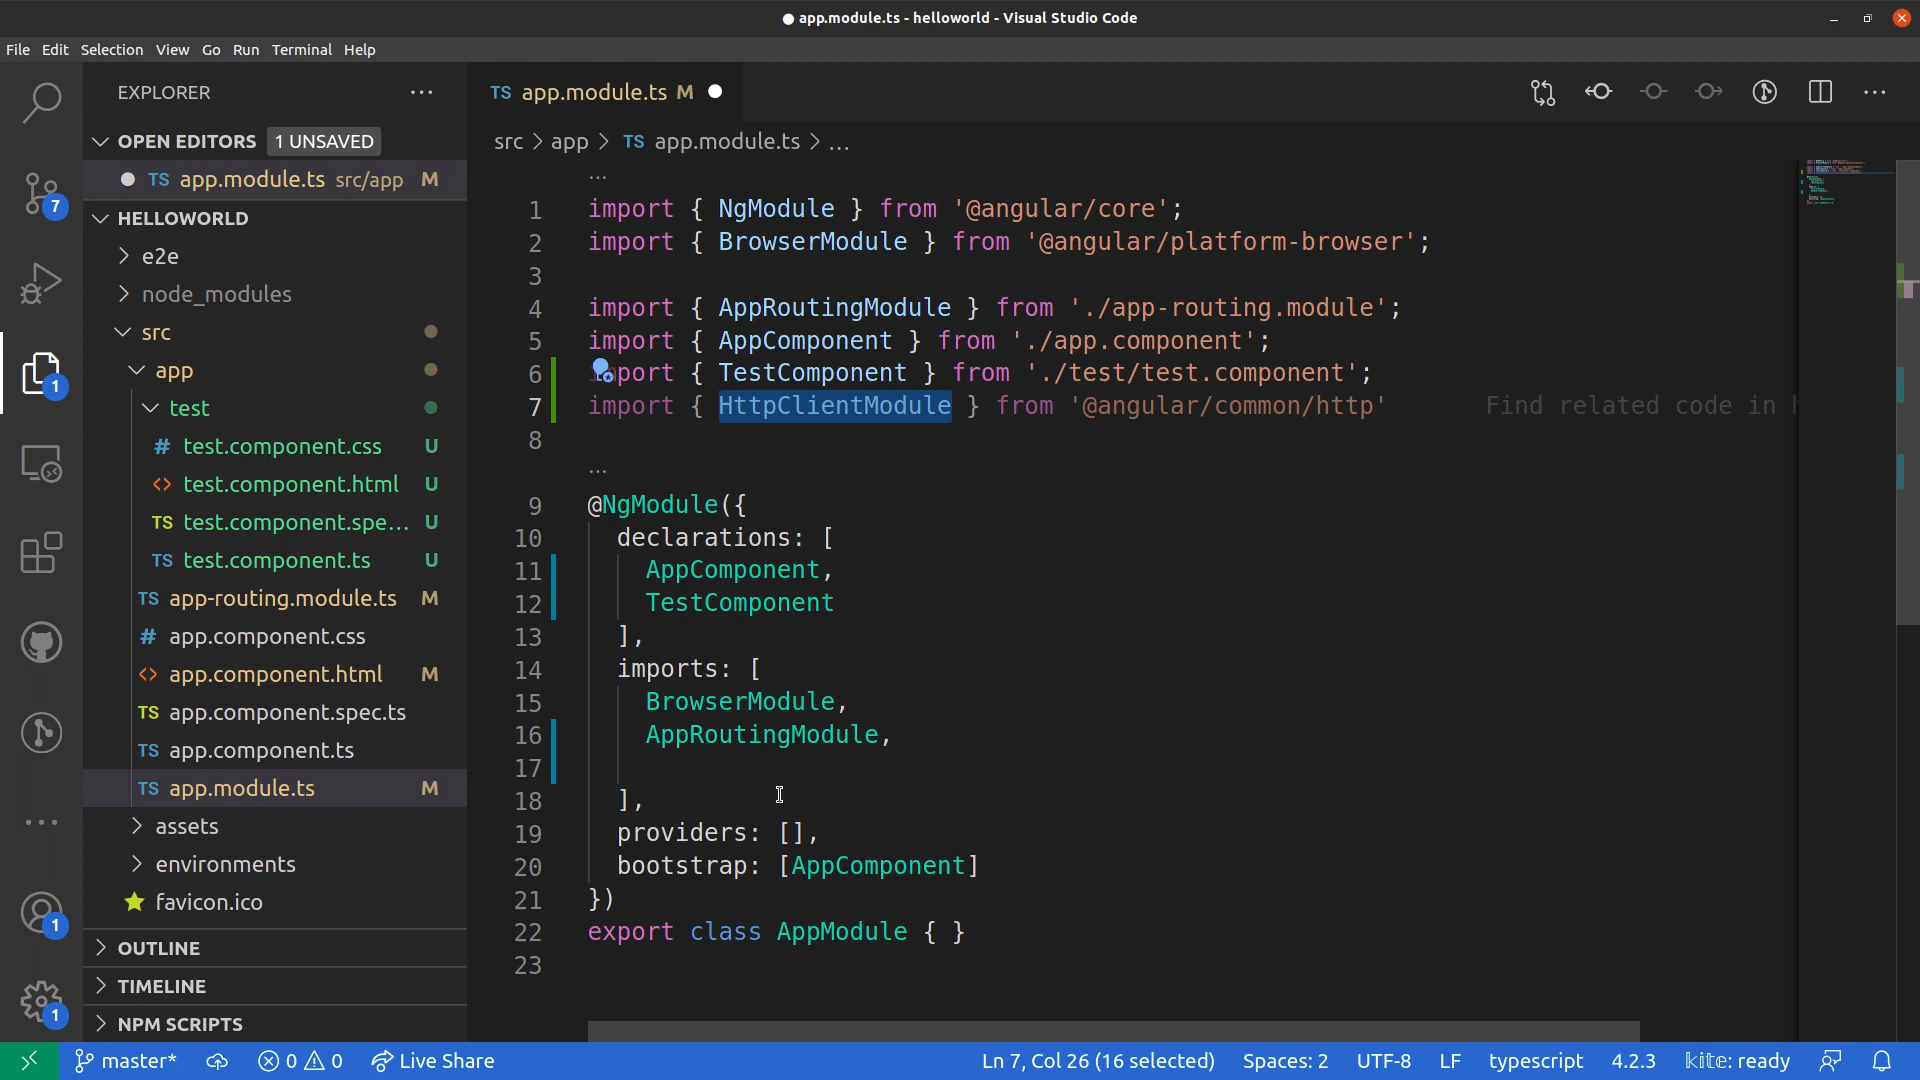 app.module.ts - helloworld - Visual Studio Code
File Edit Selection View Go Run Terminal Help
EXPLORER
OPEN EDITORS 1 UNSAVED
TS app.module.ts src/app M
HELLOWORLD
e2e
node_modules
src
app
test
# test.component.css U
<> test.component.html U
TS test.component.spe... U
TS test.component.ts U
TS app-routing.module.ts M
# app.component.css
<> app.component.html M
TS app.component.spec.ts
TS app.component.ts
TS app.module.ts M
assets
environments
favicon.ico
OUTLINE
TIMELINE
NPM SCRIPTS
7
1
1
1
TS app.module.ts M
src > app > TS app.module.ts > ...
...
1 import { NgModule } from '@angular/core';
2 import { BrowserModule } from '@angular/platform-browser';
3
4 import { AppRoutingModule } from './app-routing.module';
5 import { AppComponent } from './app.component';
6 import { TestComponent } from './test/test.component';
7 import { HttpClientModule } from '@angular/common/http' Find related code in
8
...
9 @NgModule({
10 declarations: [
11 AppComponent,
12 TestComponent
13 ],
14 imports: [
15 BrowserModule,
16 AppRoutingModule,
17
18 ],
19 providers: [],
20 bootstrap: [AppComponent]
21 })
22 export class AppModule { }
23
master* 0 0 Live Share Ln 7, Col 26 (16 selected) Spaces: 2 UTF-8 LF typescript 4.2.3 kite: ready